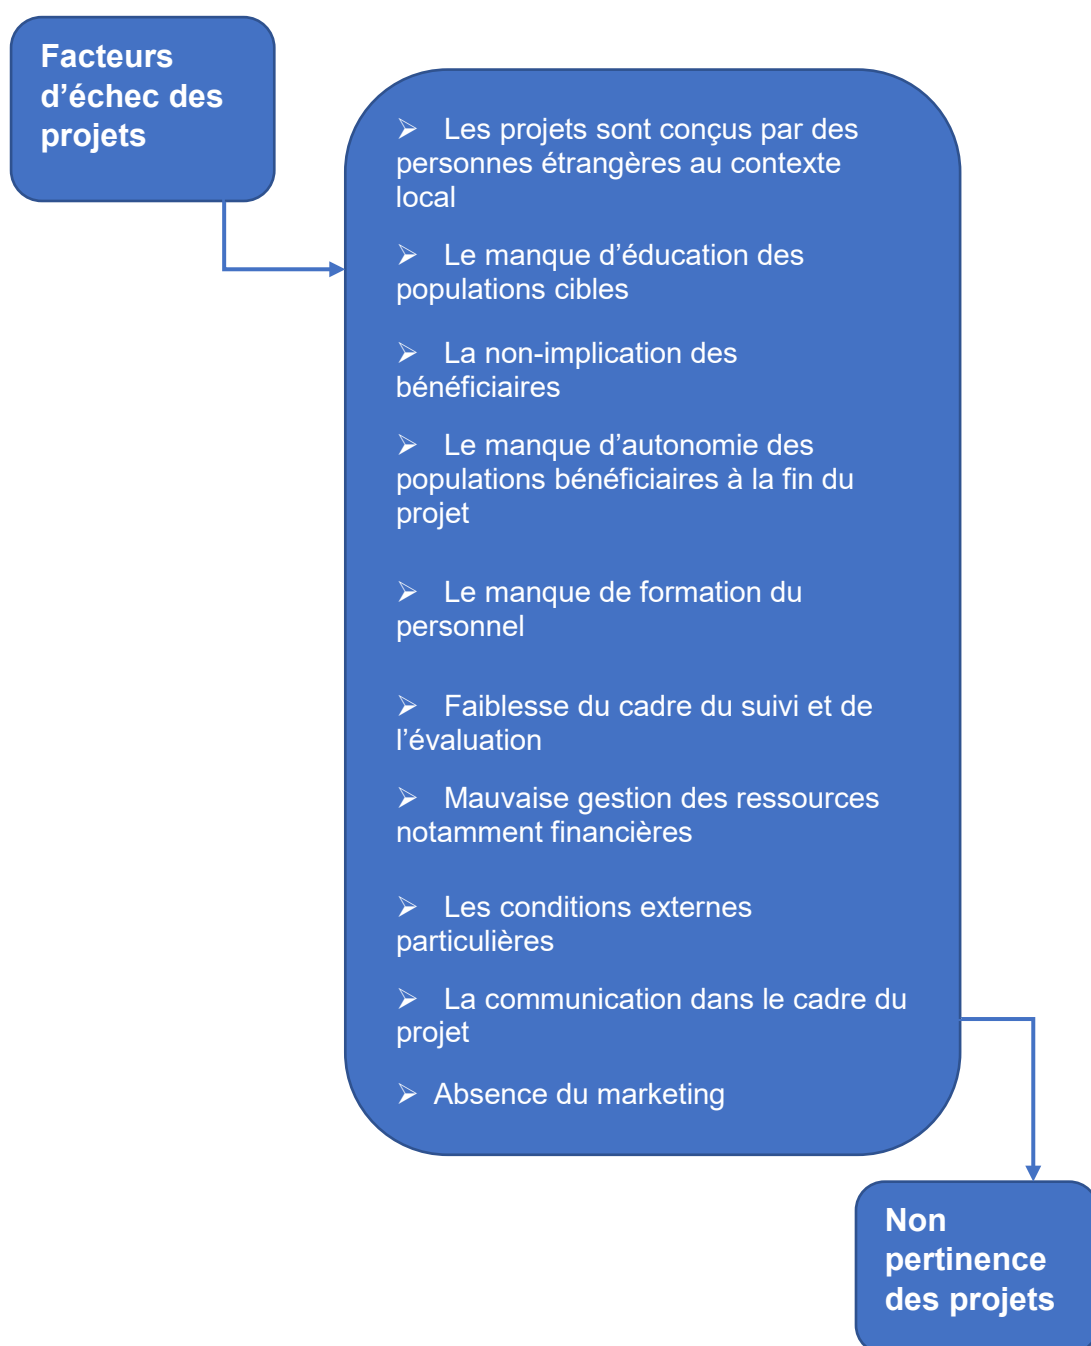 Facteurs
d’échec des
projets
➢ Les projets sont conçus par des
personnes étrangères au contexte
local
➢ Le manque d’éducation des
populations cibles
➢ La non-implication des
bénéficiaires
➢ Le manque d’autonomie des
populations bénéficiaires à la fin du
projet
➢ Le manque de formation du
personnel
➢ Faiblesse du cadre du suivi et de
l’évaluation
➢ Mauvaise gestion des ressources
notamment financières
➢ Les conditions externes
particulières
➢ La communication dans le cadre du
projet
➢ Absence du marketing
Non
pertinence
des projets